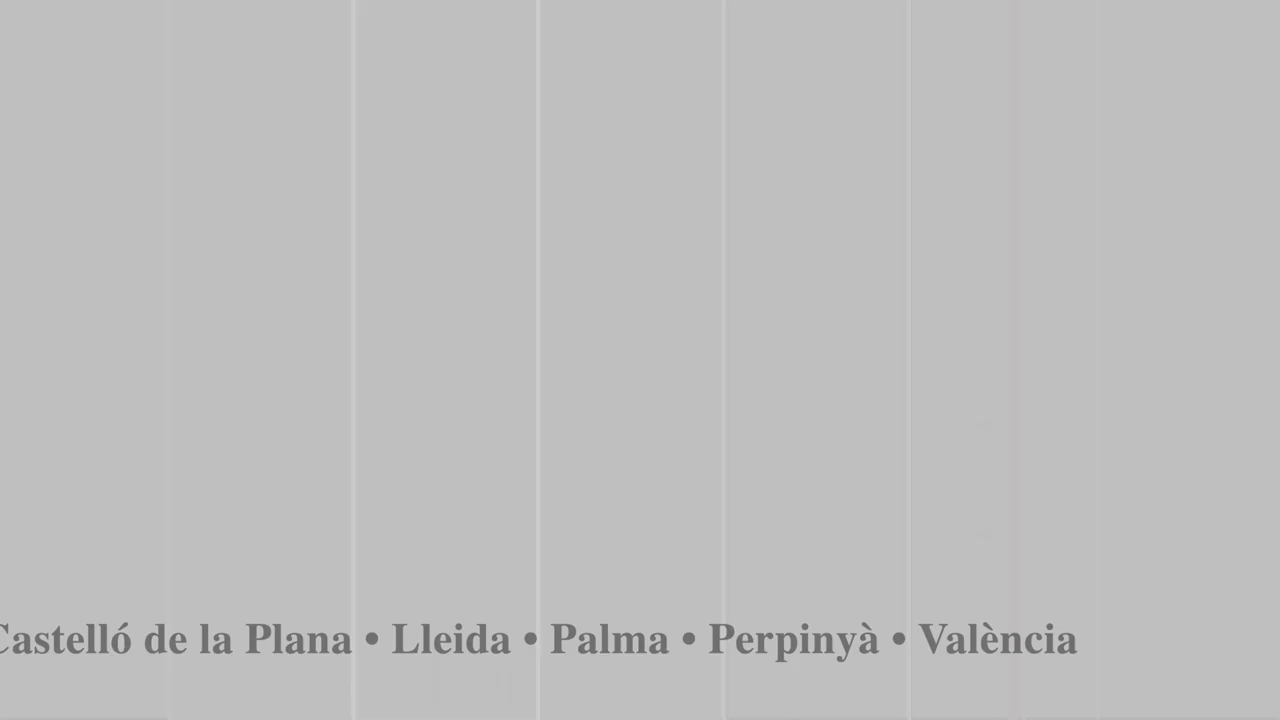 Castelló de la Plana • Lleida • Palma • Perpinyà • València